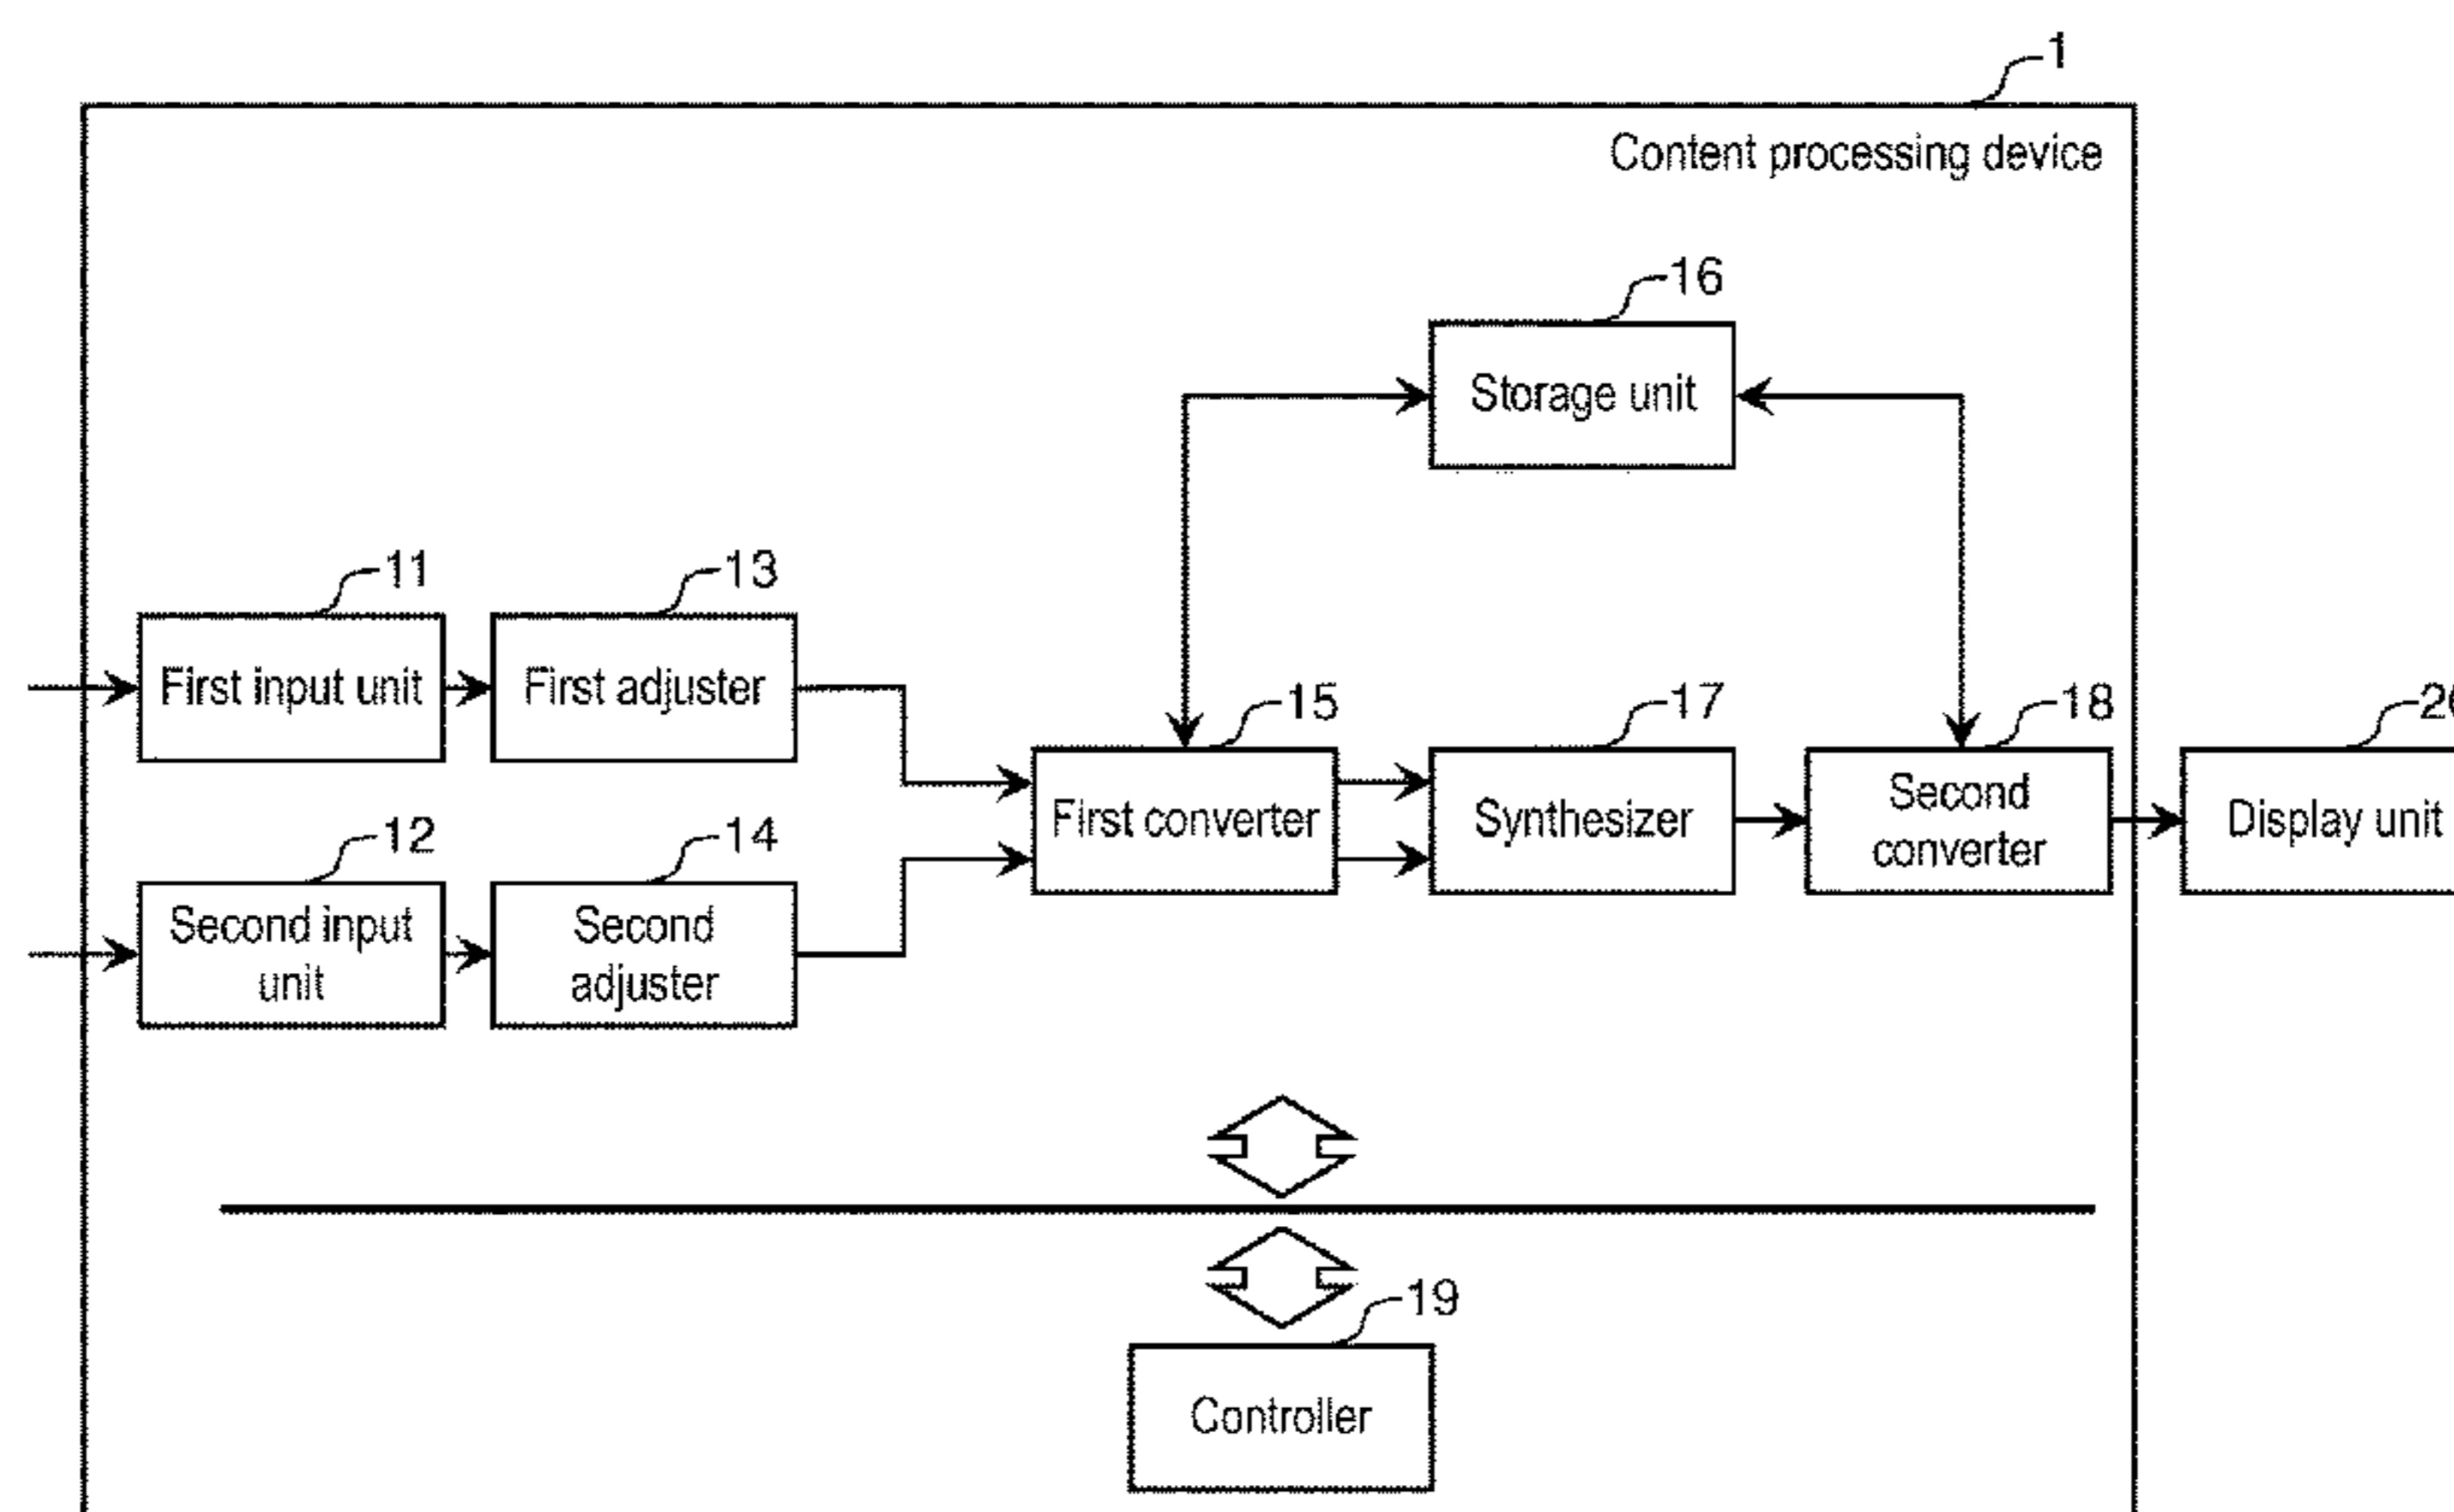 1
Content processing device
16
Storage unit
11
13
First input unit
First adjuster
15
17
18
First converter
Synthesizer
Second
converter
Display unit
12
14
Second input
unit
Second
adjuster
19
Controller